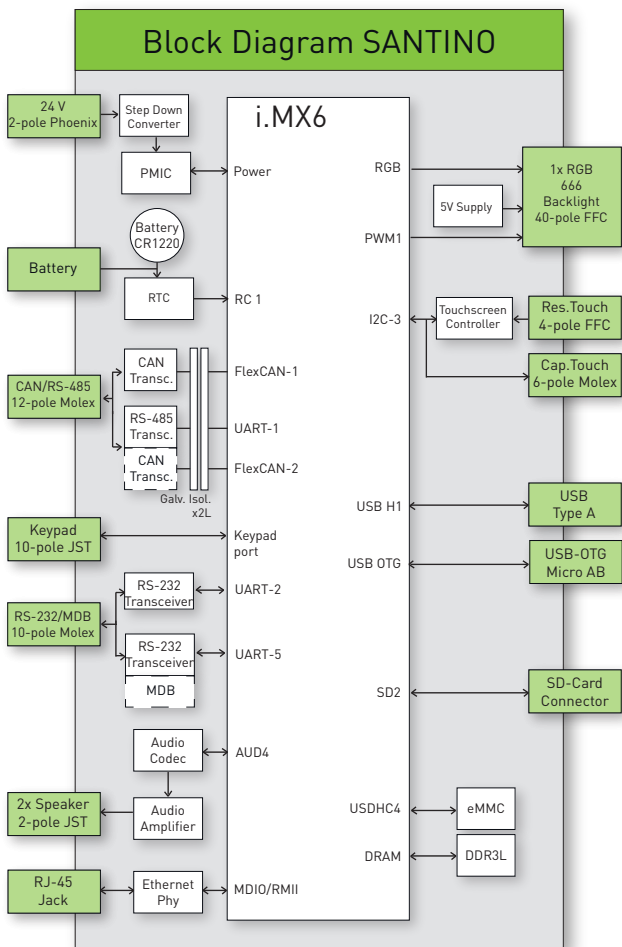 Block Diagram SANTINO
24 V
2-pole Phoenix
Step Down
Converter
PMIC
Battery
CR1220
Battery
RTC
CAN
Transc.
CAN/RS-485
12-pole Molex
RS-485
Transc.
CAN
Transc.
Galv. Isol.
x2L
Keypad
10-pole JST
RS-232
Transceiver
RS-232/MDB
10-pole Molex
RS-232
Transceiver
MDB
Audio
Codec
2x Speaker
2-pole JST
Audio
Amplifier
RJ-45
Jack
Ethernet
Phy
i.MX6
Power
RC 1
FlexCAN-1
UART-1
FlexCAN-2
Keypad
port
UART-2
UART-5
AUD4
MDIO/RMII
RGB
PWM1
I2C-3
USB H1
USB OTG
SD2
USDHC4
DRAM
5V Supply
1x RGB
666
Backlight
40-pole FFC
Touchscreen
Controller
Res.Touch
4-pole FFC
Cap.Touch
6-pole Molex
USB
Type A
USB-OTG
Micro AB
SD-Card
Connector
eMMC
DDR3L